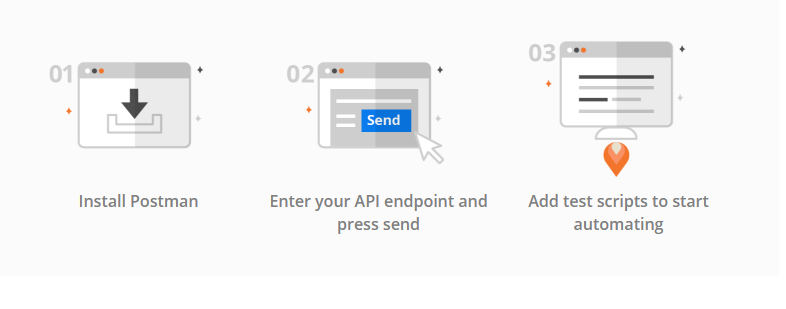 01
Install Postman
02
Send
Enter your API endpoint and
press send
03
Add test scripts to start
automating